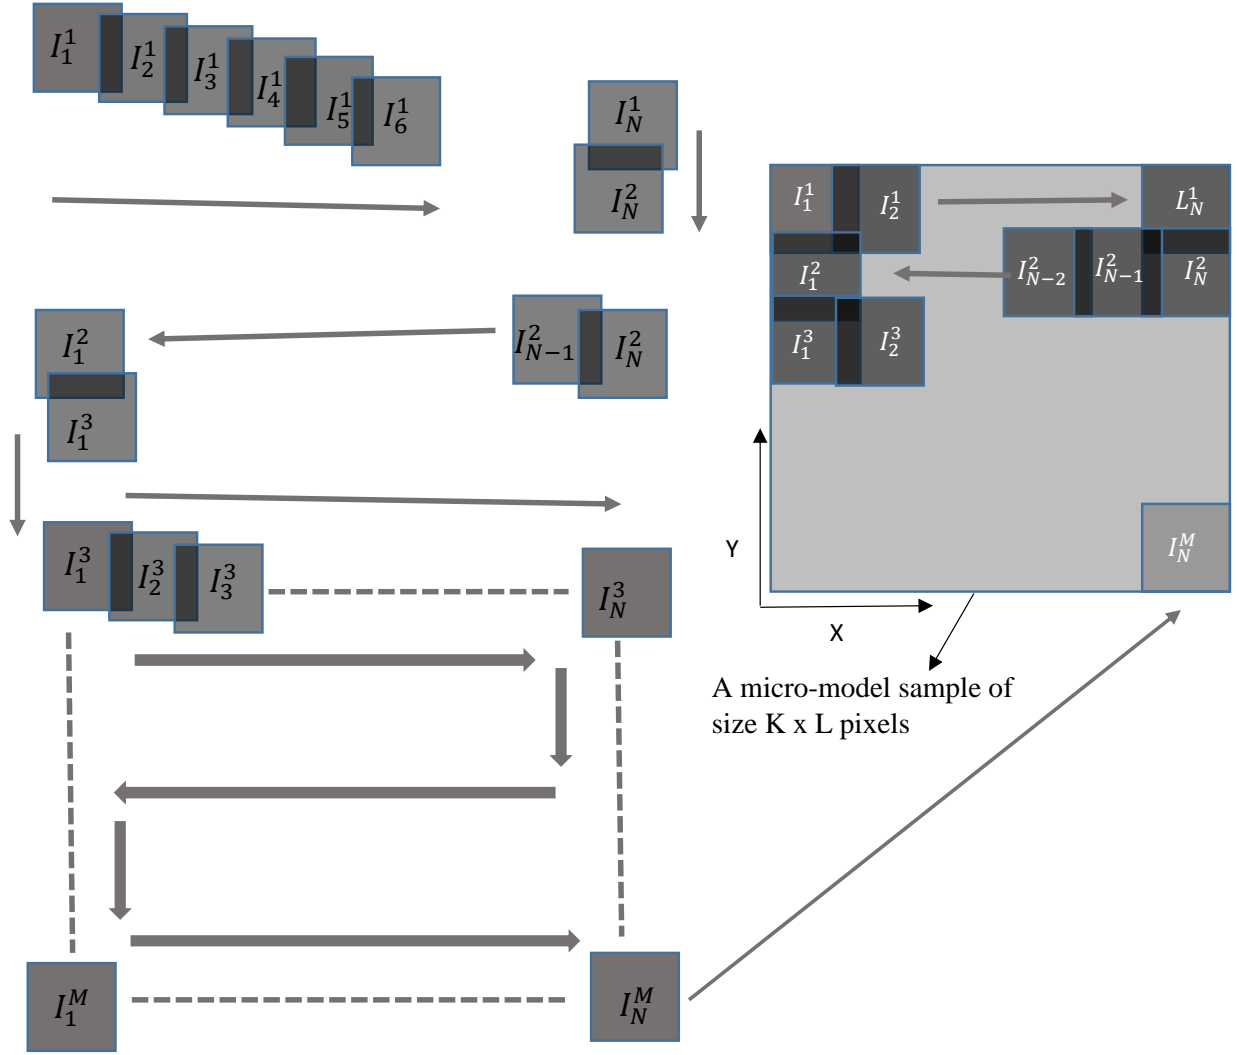 I_1^1 I_2^1 I_3^1 I_4^1 I_5^1 I_6^1
I_N^1
I_N^2
I_1^2
I_1^3
I_{N-1}^2 I_N^2
I_1^3 I_2^3 I_3^3
I_N^3
I_1^M
I_N^M
I_1^1 I_2^1 L_N^1
I_1^2 I_{N-2}^2 I_{N-1}^2 I_N^2
I_1^3 I_2^3
I_N^M
Y
X
A micro-model sample of
size K x L pixels